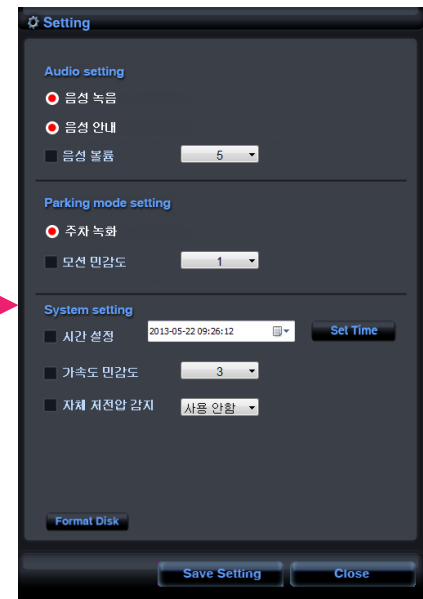 Setting
Audio setting
음성 녹음
음성 안내
음성 볼륨 5
Parking mode setting
주차 녹화
모션 민감도 1
System setting
시간 설정 2013-05-22 09:26:12 Set Time
가속도 민감도 3
자체 저전압 감지 사용 안함
Format Disk
Save Setting Close